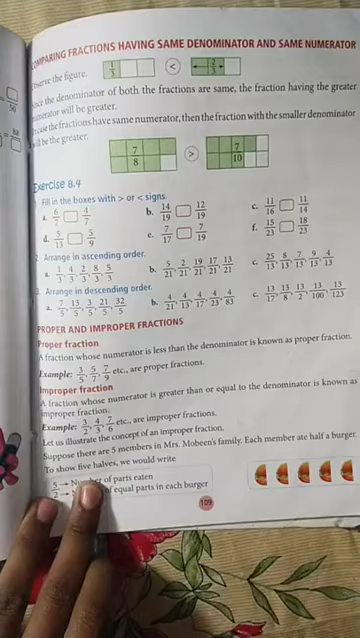 COMPARING FRACTIONS HAVING SAME DENOMINATOR AND SAME NUMERATOR
Observe the figure.
1/3 < 2/3
Since the denominator of both the fractions are same, the fraction having the greater
numerator will be greater.
In case the fractions have same numerator, then the fraction with the smaller denominator
will be the greater.
7/8 > 7/10
Exercise 8.4
1. Fill in the boxes with > or < signs.
a. 6/7 □ 4/7 b. 14/19 □ 12/19 c. 11/16 □ 11/14
d. 5/13 □ 5/9 e. 7/17 □ 7/19 f. 15/23 □ 18/23
2. Arrange in ascending order.
a. 1/3, 4/3, 2/3, 8/3, 5/3 b. 5/21, 2/21, 19/21, 17/21, 13/21 c. 25/13, 8/13, 7/13, 9/13, 4/13
3. Arrange in descending order.
a. 7/5, 13/5, 3/5, 21/5, 32/5 b. 4/21, 4/13, 4/17, 4/23, 4/83 c. 13/17, 13/8, 13/2, 13/100, 13/123
PROPER AND IMPROPER FRACTIONS
Proper fraction
A fraction whose numerator is less than the denominator is known as proper fraction.
Example: 3/5, 5/7, 7/9 etc., are proper fractions.
Improper fraction
A fraction whose numerator is greater than or equal to the denominator is known as
improper fraction.
Example: 3/2, 4/3, 7/6 etc., are improper fractions.
Let us illustrate the concept of an improper fraction.
Suppose there are 5 members in Mrs. Mobeen's family. Each member ate half a burger.
To show five halves, we would write
5 → Number of parts eaten
2 → of equal parts in each burger
109